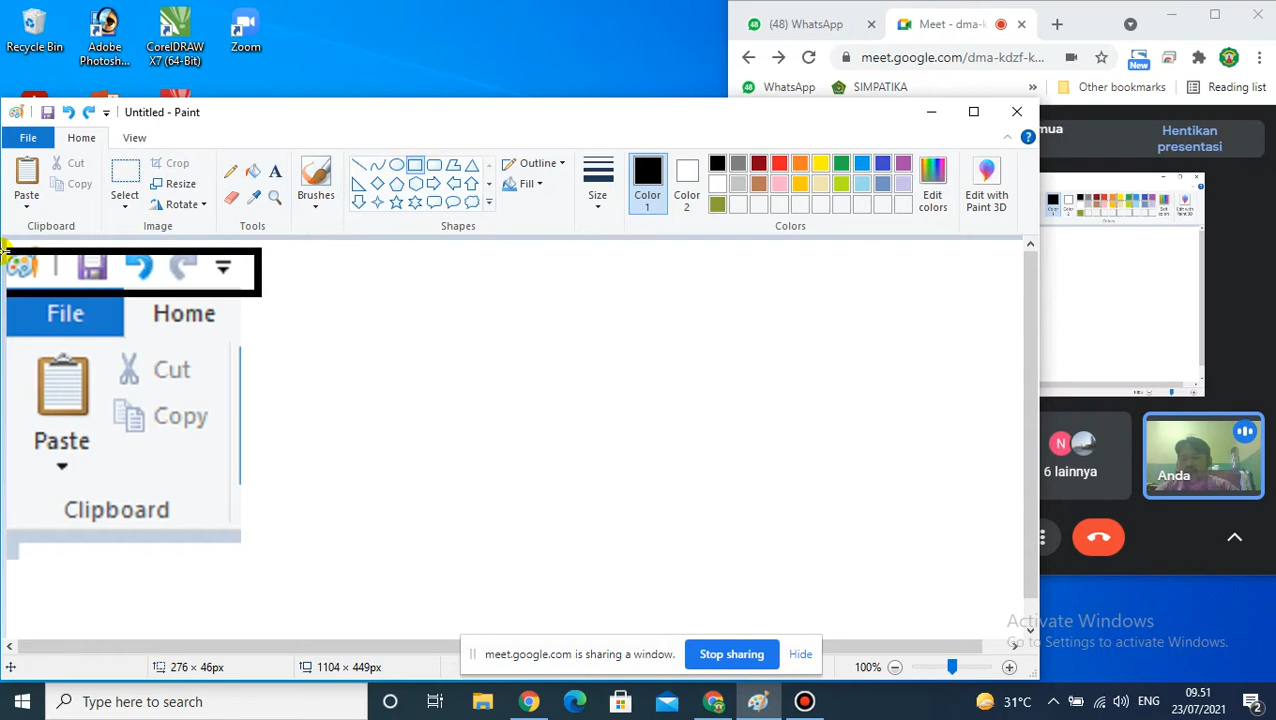 Recycle Bin
Adobe
Photosh...
CorelDRAW
X7 (64-Bit)
Zoom
(48) WhatsApp
Meet - dma-k
meet.google.com/dma-kdzf-k...
New
WhatsApp
SIMPATIKA
»
Other bookmarks
Reading list
Untitled - Paint
File
Home
View
Paste
Cut
Copy
Clipboard
Select
Crop
Resize
Rotate
Image
Tools
Brushes
Shapes
Outline
Fill
Size
Color
1
Color
2
Edit
colors
Edit with
Paint 3D
Colors
mua
Hentikan
presentasi
File
Home
Cut
Copy
Paste
Clipboard
N
6 lainnya
Anda
Activate Windows
Go to Settings to activate Windows.
meet.google.com is sharing a window.
Stop sharing
Hide
276 × 46px
1104 × 449px
100%
Type here to search
31°C
ENG
09.51
23/07/2021
2